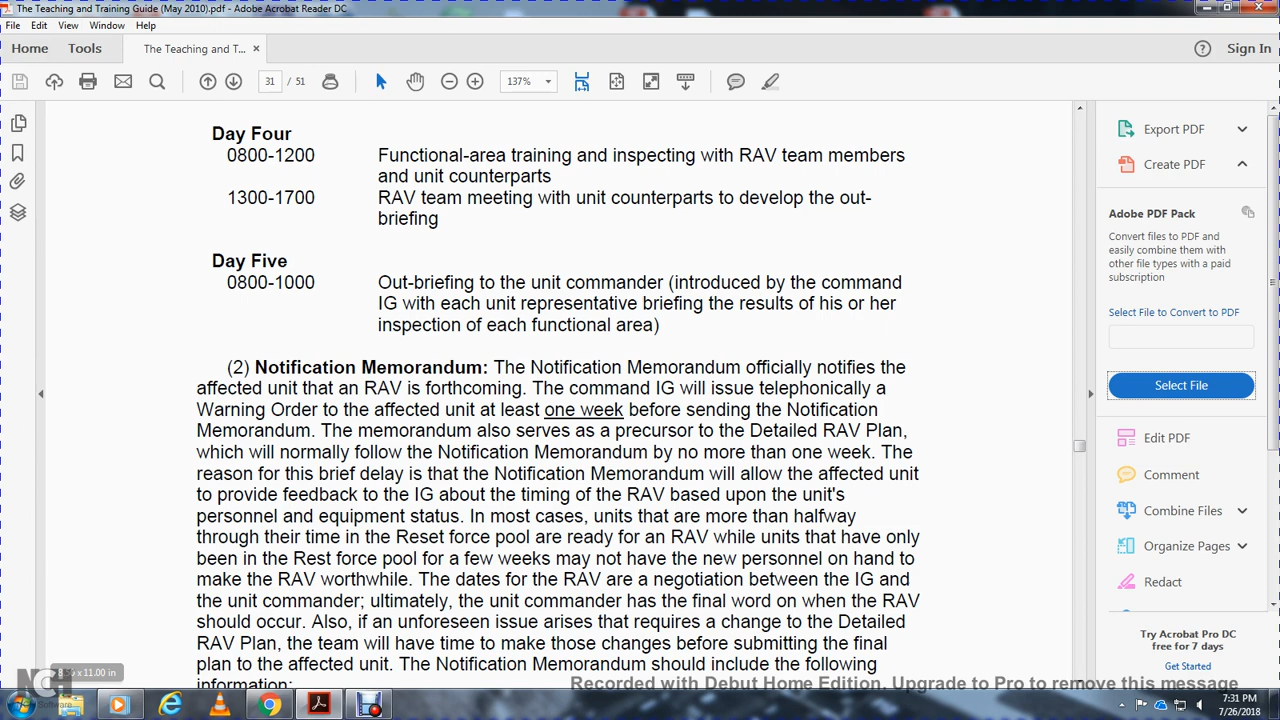 The Teaching and Training Guide (May 2010).pdf - Adobe Acrobat Reader DC
File Edit View Window Help
Home Tools The Teaching and T... × Sign In
31 / 51 137%
Day Four
0800-1200 Functional-area training and inspecting with RAV team members
and unit counterparts
1300-1700 RAV team meeting with unit counterparts to develop the out-
briefing
Day Five
0800-1000 Out-briefing to the unit commander (introduced by the command
IG with each unit representative briefing the results of his or her
inspection of each functional area)
(2) Notification Memorandum: The Notification Memorandum officially notifies the
affected unit that an RAV is forthcoming. The command IG will issue telephonically a
Warning Order to the affected unit at least one week before sending the Notification
Memorandum. The memorandum also serves as a precursor to the Detailed RAV Plan,
which will normally follow the Notification Memorandum by no more than one week. The
reason for this brief delay is that the Notification Memorandum will allow the affected unit
to provide feedback to the IG about the timing of the RAV based upon the unit's
personnel and equipment status. In most cases, units that are more than halfway
through their time in the Reset force pool are ready for an RAV while units that have only
been in the Rest force pool for a few weeks may not have the new personnel on hand to
make the RAV worthwhile. The dates for the RAV are a negotiation between the IG and
the unit commander; ultimately, the unit commander has the final word on when the RAV
should occur. Also, if an unforeseen issue arises that requires a change to the Detailed
RAV Plan, the team will have time to make those changes before submitting the final
plan to the affected unit. The Notification Memorandum should include the following
information:
Export PDF
Create PDF
Adobe PDF Pack
Convert files to PDF and
easily combine them with
other file types with a paid
subscription
Select File to Convert to PDF
Select File
Edit PDF
Comment
Combine Files
Organize Pages
Redact
Try Acrobat Pro DC
free for 7 days
Get Started
x 11.00 in
NCH Software
Recorded with Debut Home Edition. Upgrade to Pro to remove this message
7:31 PM
7/26/2018